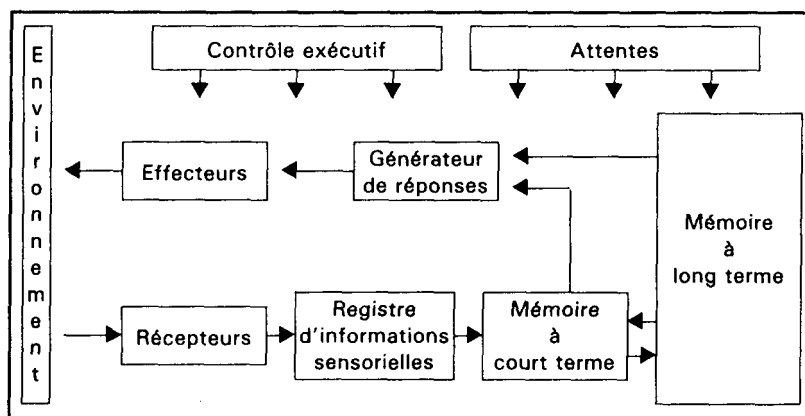 Environnement
Contrôle exécutif
Attentes
Effecteurs
Générateur
de réponses
Mémoire
à
long terme
Récepteurs
Registre
d'informations
sensorielles
Mémoire
à
court terme